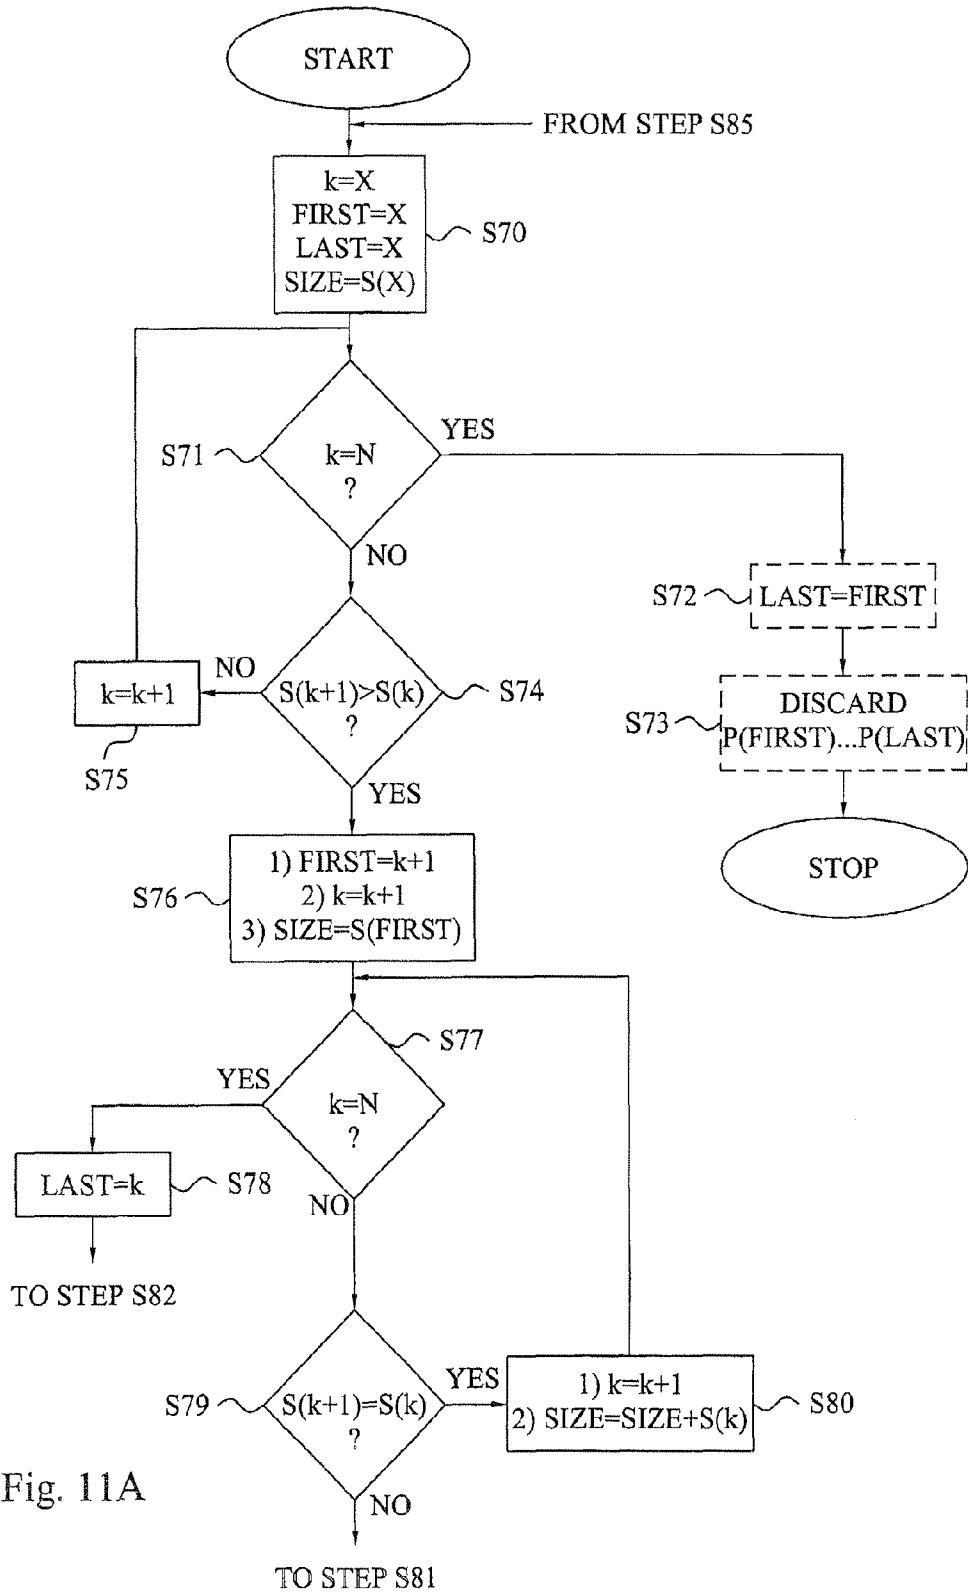 START
FROM STEP S85
k=X
FIRST=X
LAST=X
SIZE=S(X)
S70
S71
k=N
?
YES
NO
S72
LAST=FIRST
S73
DISCARD
P(FIRST)...P(LAST)
STOP
S(k+1)>S(k)
?
S74
NO
k=k+1
S75
YES
S76
1) FIRST=k+1
2) k=k+1
3) SIZE=S(FIRST)
S77
YES
k=N
?
LAST=k
S78
NO
TO STEP S82
S79
S(k+1)=S(k)
?
YES
1) k=k+1
2) SIZE=SIZE+S(k)
S80
NO
Fig. 11A
TO STEP S81